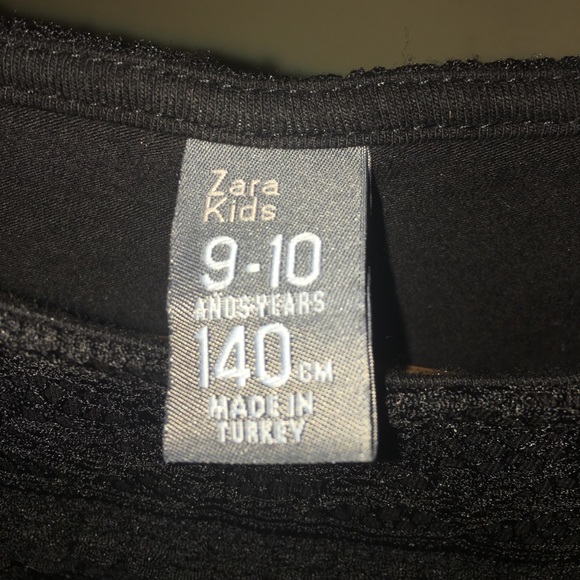 Zara
Kids
9-10
AÑOS-YEARS
140 CM
MADE IN
TURKEY